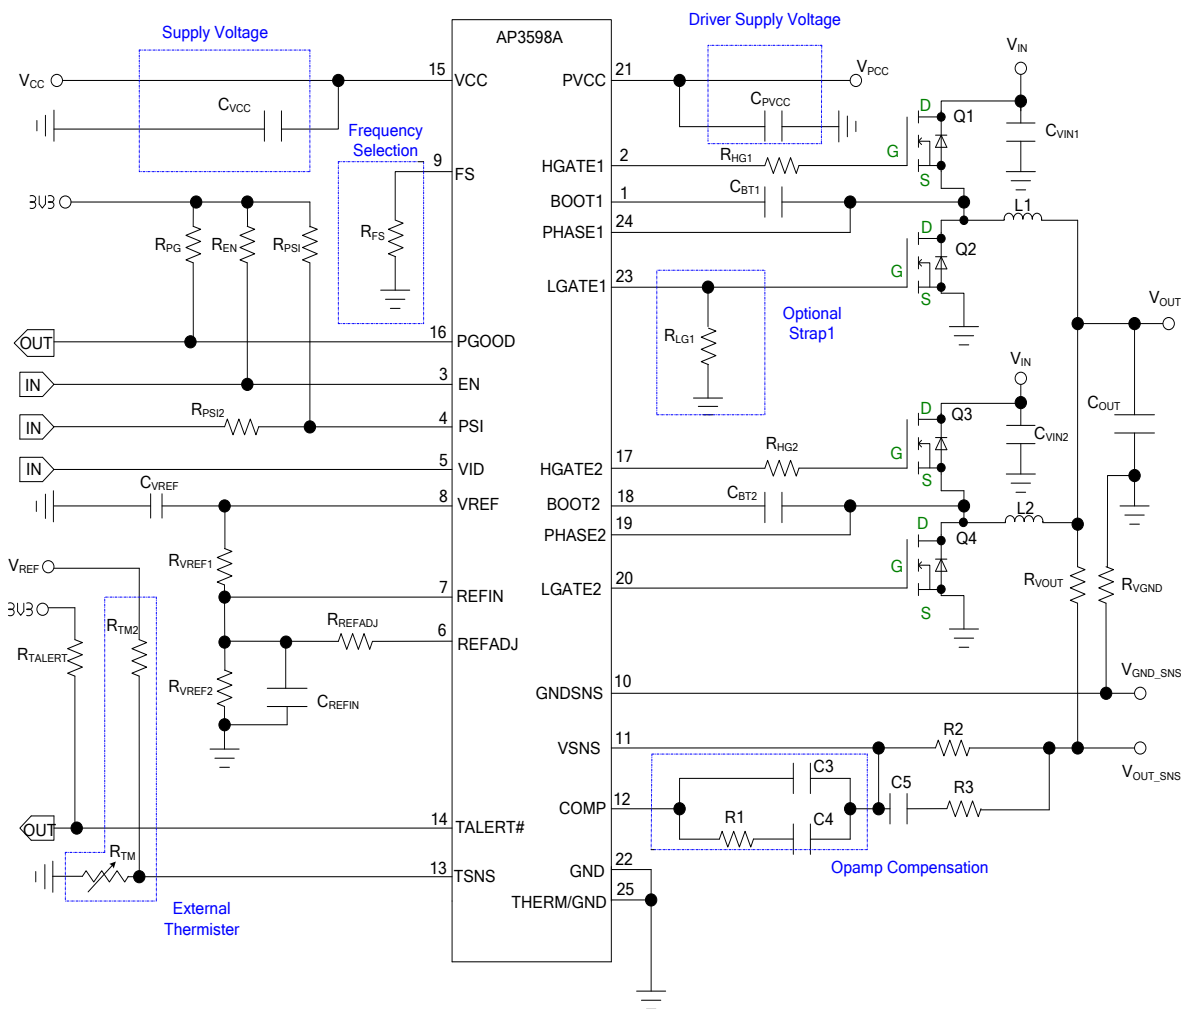 AP3598A
Supply Voltage
Driver Supply Voltage
VCC
15
VCC
CVCC
Frequency
Selection
9
FS
RFS
3V3
RPG
REN
RPSI
OUT
16
PGOOD
IN
3
EN
IN
RPSI2
4
PSI
IN
5
VID
CVREF
8
VREF
RVREF1
7
REFIN
RREFADJ
6
REFADJ
RVREF2
CREFIN
VREF
3V3
RTALERT
RTM2
OUT
14
TALERT#
RTM
13
TSNS
External
Thermister
PVCC
21
VPCC
CPVCC
VIN
CVIN1
HGATE1
2
RHG1
G
D
S
Q1
BOOT1
1
CBT1
L1
PHASE1
24
D
Q2
G
S
LGATE1
23
RLG1
Optional
Strap1
VOUT
COUT
VIN
CVIN2
HGATE2
17
RHG2
D
Q3
G
S
BOOT2
18
CBT2
L2
PHASE2
19
D
Q4
G
S
LGATE2
20
RVOUT
RVGND
GNDSNS
10
VGND_SNS
VSNS
11
R2
VOUT_SNS
COMP
12
C3
R1
C4
C5
R3
Opamp Compensation
GND
22
THERM/GND
25